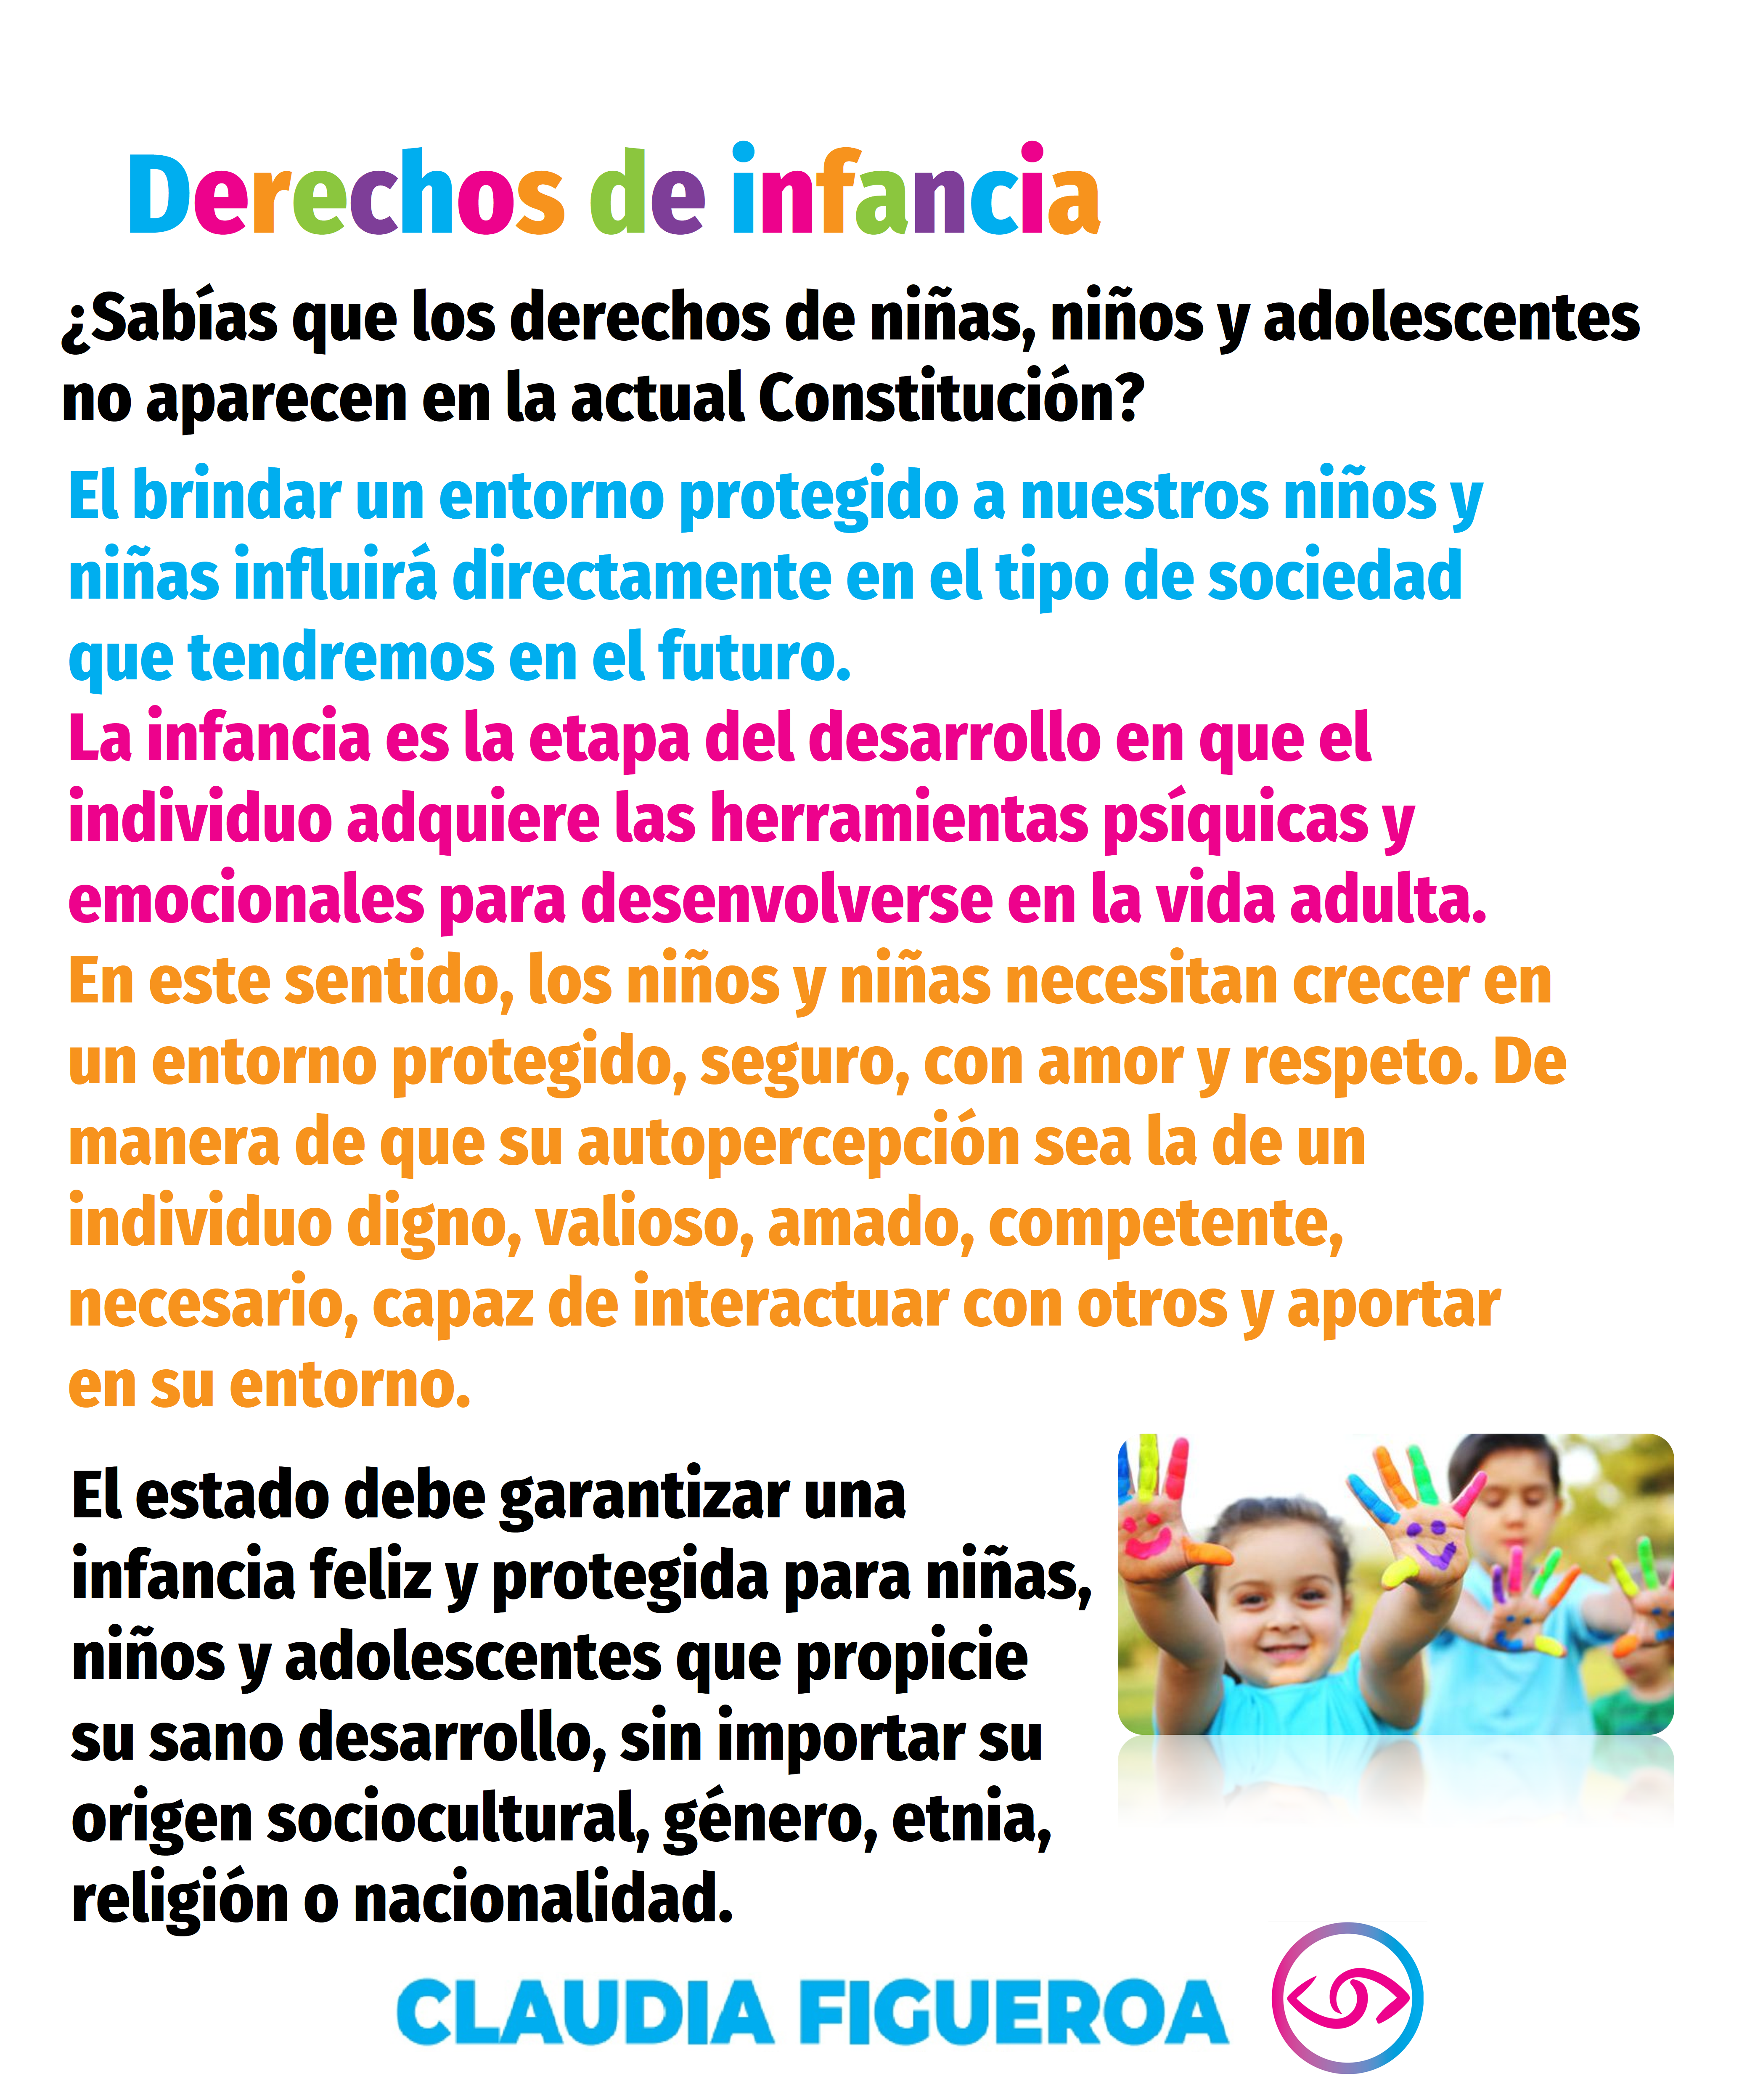 Derechos de infancia
¿Sabías que los derechos de niñas, niños y adolescentes
no aparecen en la actual Constitución?
El brindar un entorno protegido a nuestros niños y
niñas influirá directamente en el tipo de sociedad
que tendremos en el futuro.
La infancia es la etapa del desarrollo en que el
individuo adquiere las herramientas psíquicas y
emocionales para desenvolverse en la vida adulta.
En este sentido, los niños y niñas necesitan crecer en
un entorno protegido, seguro, con amor y respeto. De
manera de que su autopercepción sea la de un
individuo digno, valioso, amado, competente,
necesario, capaz de interactuar con otros y aportar
en su entorno.
El estado debe garantizar una
infancia feliz y protegida para niñas,
niños y adolescentes que propicie
su sano desarrollo, sin importar su
origen sociocultural, género, etnia,
religión o nacionalidad.
CLAUDIA FIGUEROA